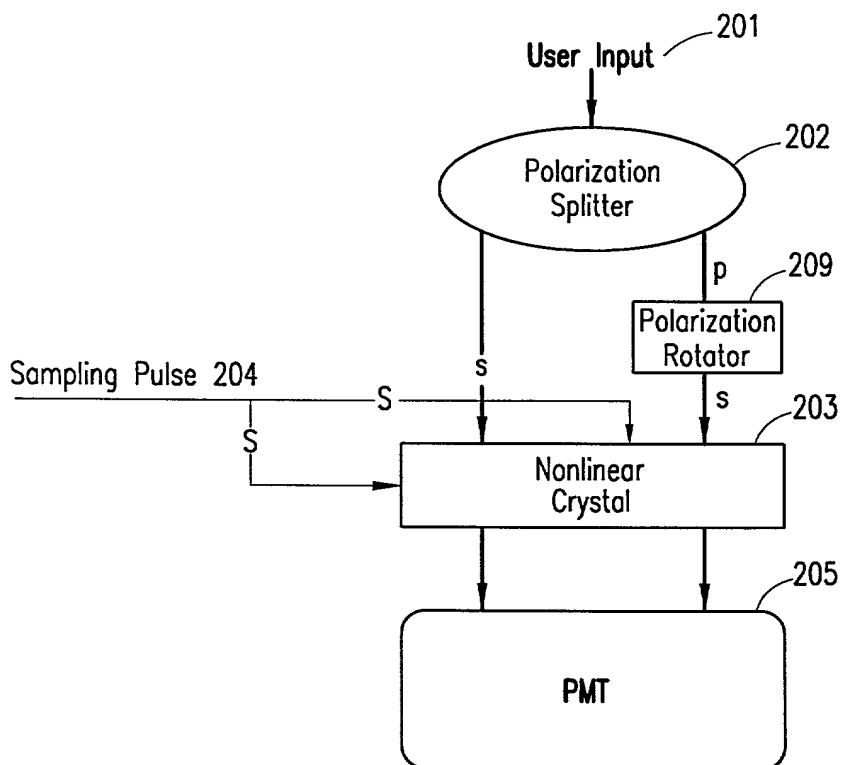 201
User Input
202
Polarization
Splitter
p
209
Polarization
Rotator
s
Sampling Pulse 204
S
s
S
203
Nonlinear
Crystal
205
PMT